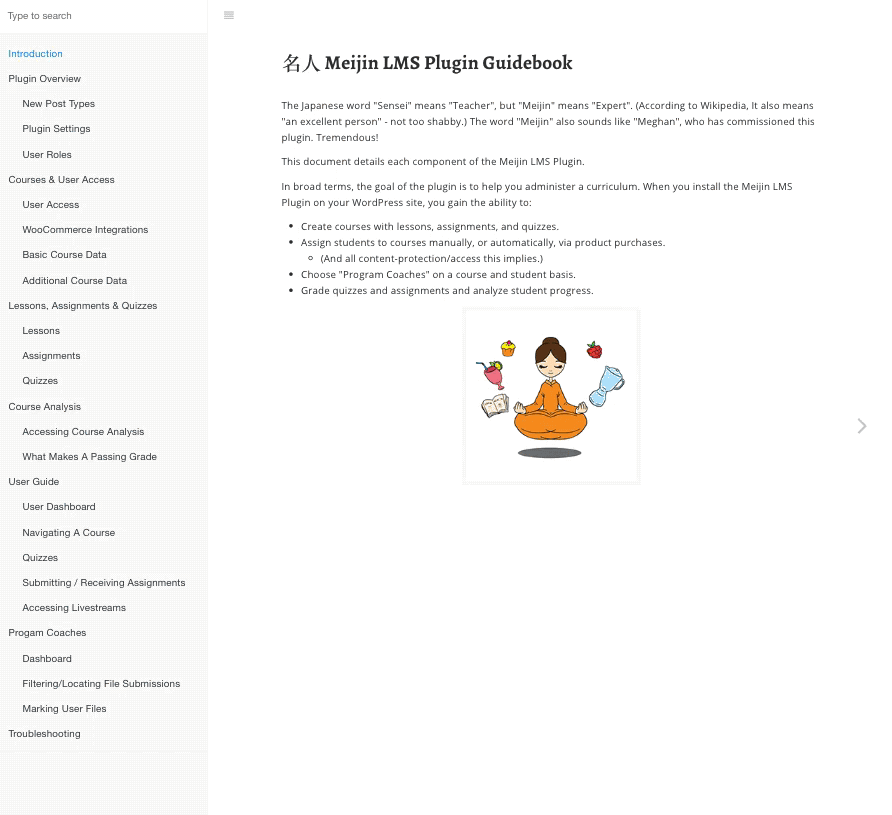 Type to search
Introduction
Plugin Overview
New Post Types
Plugin Settings
User Roles
Courses & User Access
User Access
WooCommerce Integrations
Basic Course Data
Additional Course Data
Lessons, Assignments & Quizzes
Lessons
Assignments
Quizzes
Course Analysis
Accessing Course Analysis
What Makes A Passing Grade
User Guide
User Dashboard
Navigating A Course
Quizzes
Submitting / Receiving Assignments
Accessing Livestreams
Progam Coaches
Dashboard
Filtering/Locating File Submissions
Marking User Files
Troubleshooting
名人 Meijin LMS Plugin Guidebook
The Japanese word "Sensei" means "Teacher", but "Meijin" means "Expert". (According to Wikipedia, It also means
"an excellent person" - not too shabby.) The word "Meijin" also sounds like "Meghan", who has commissioned this
plugin. Tremendous!
This document details each component of the Meijin LMS Plugin.
In broad terms, the goal of the plugin is to help you administer a curriculum. When you install the Meijin LMS
Plugin on your WordPress site, you gain the ability to:
• Create courses with lessons, assignments, and quizzes.
• Assign students to courses manually, or automatically, via product purchases.
◦ (And all content-protection/access this implies.)
• Choose "Program Coaches" on a course and student basis.
• Grade quizzes and assignments and analyze student progress.